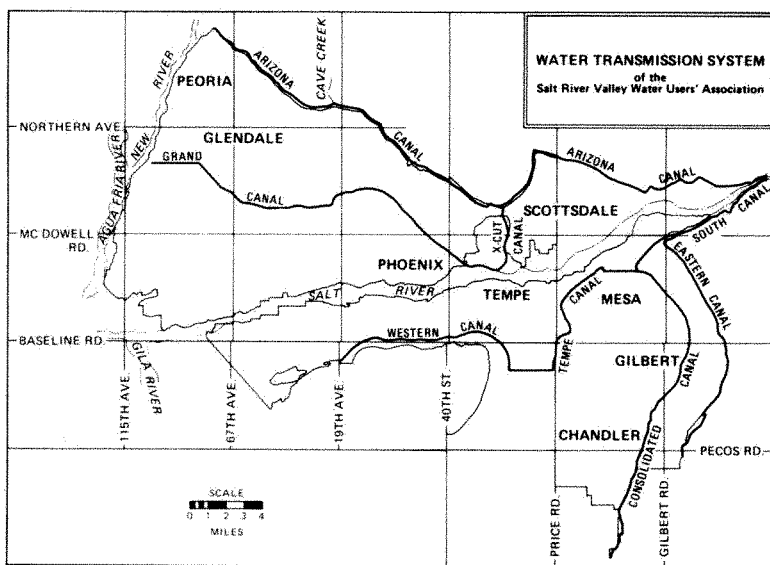 WATER TRANSMISSION SYSTEM
of the
Salt River Valley Water Users' Association
PEORIA
NEW
RIVER
ARIZONA
CANAL
CAVE CREEK
NORTHERN AVE.
GLENDALE
GRAND
CANAL
AGUA FRIA RIVER
ARIZONA
CANAL
SCOTTSDALE
X-CUT
CANAL
SOUTH CANAL
MC DOWELL
RD.
PHOENIX
SALT
RIVER
TEMPE
MESA
EASTERN CANAL
TEMPE
CANAL
BASELINE RD.
GILA RIVER
WESTERN
CANAL
GILBERT
CONSOLIDATED
CANAL
CHANDLER
PECOS RD.
115TH AVE.
67TH AVE.
19TH AVE.
40TH ST.
PRICE RD.
GILBERT RD.
SCALE
0 1 2 3 4
MILES